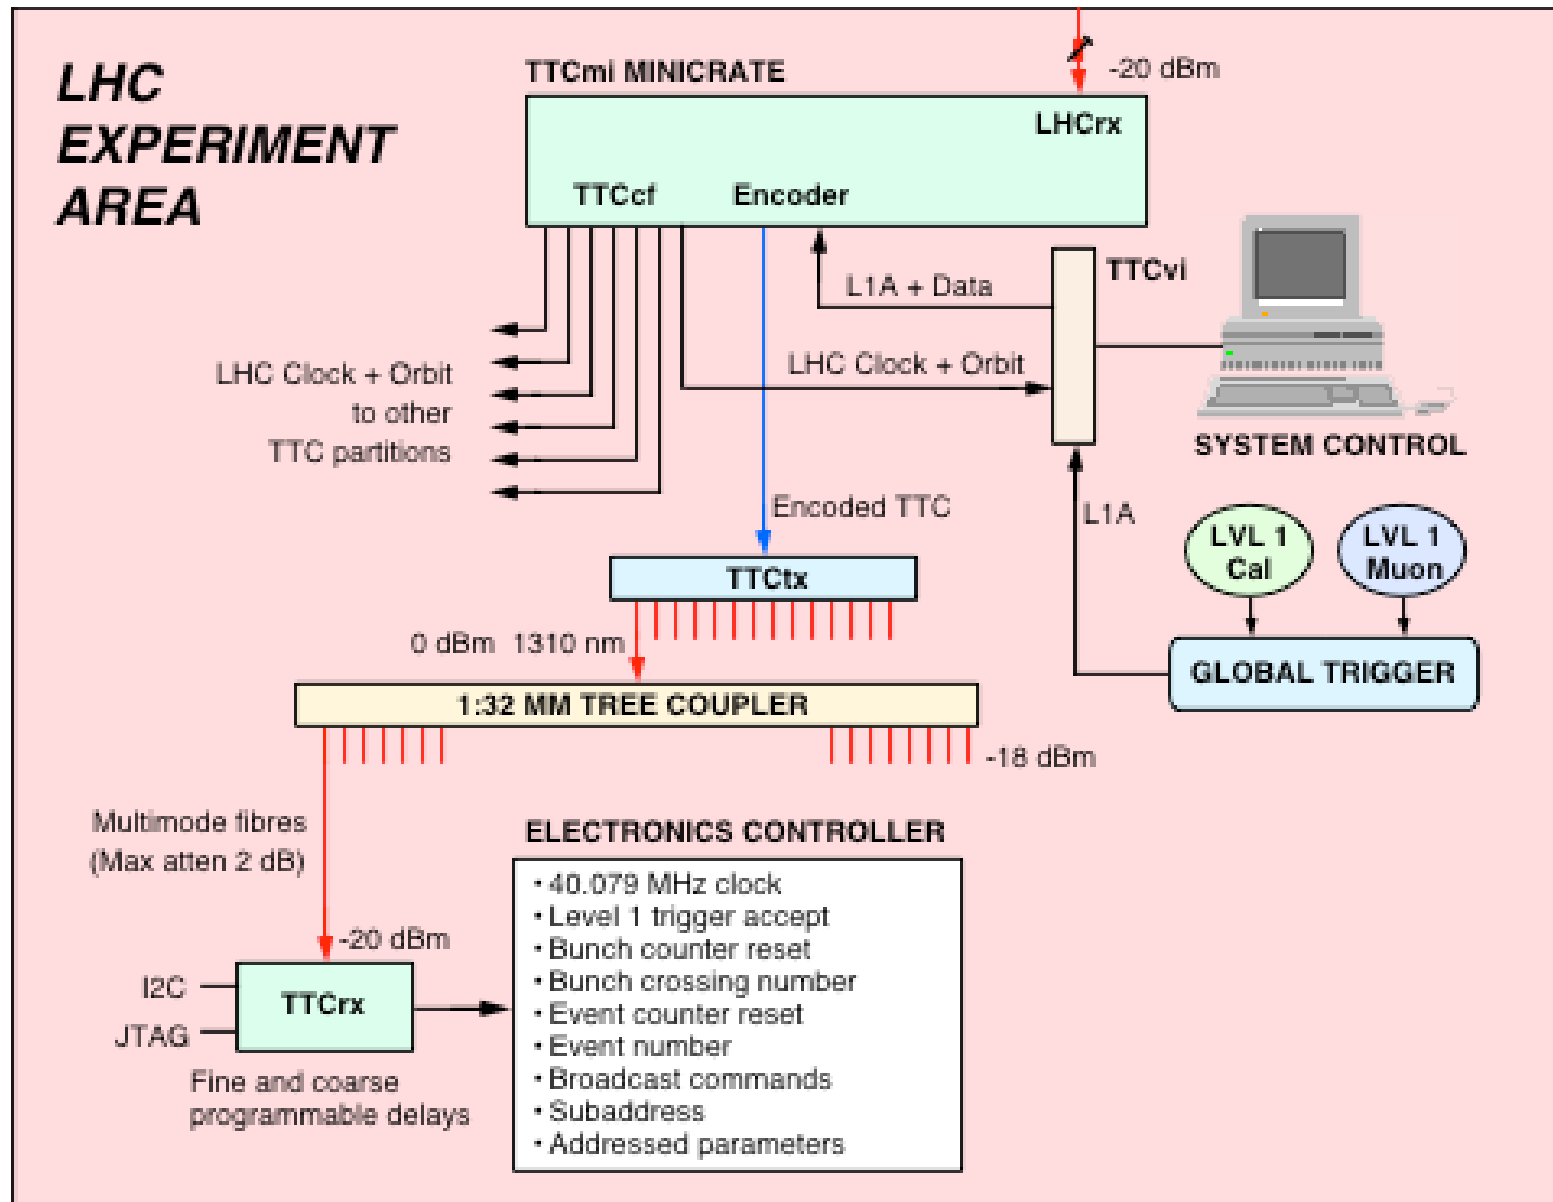 LHC
EXPERIMENT
AREA
TTCmi MINICRATE
-20 dBm
LHCrx
TTCcf
Encoder
TTCvi
L1A + Data
LHC Clock + Orbit
LHC Clock + Orbit
to other
TTC partitions
SYSTEM CONTROL
Encoded TTC
L1A
LVL 1
Cal
LVL 1
Muon
TTCtx
0 dBm 1310 nm
GLOBAL TRIGGER
1:32 MM TREE COUPLER
-18 dBm
Multimode fibres
(Max atten 2 dB)
-20 dBm
I2C
JTAG
TTCrx
Fine and coarse
programmable delays
ELECTRONICS CONTROLLER
• 40.079 MHz clock
• Level 1 trigger accept
• Bunch counter reset
• Bunch crossing number
• Event counter reset
• Event number
• Broadcast commands
• Subaddress
• Addressed parameters